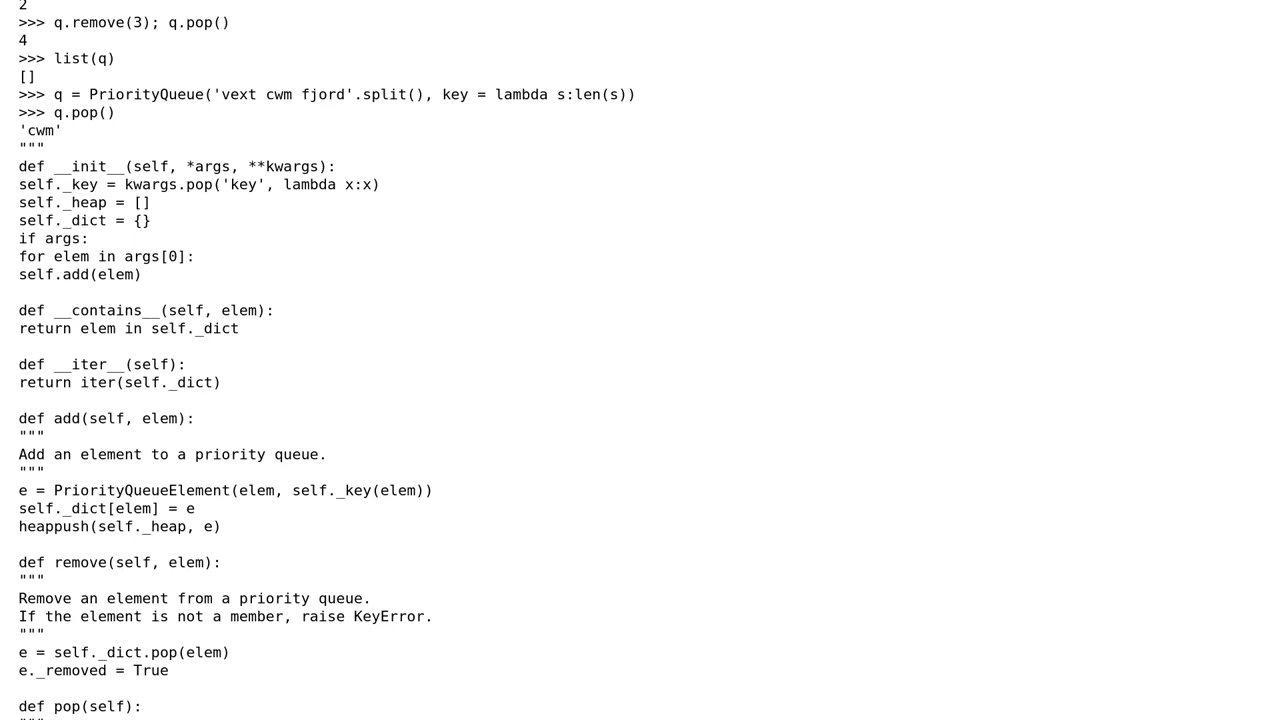 2
>>> q.remove(3); q.pop()
4
>>> list(q)
[]
>>> q = PriorityQueue('vext cwm fjord'.split(), key = lambda s:len(s))
>>> q.pop()
'cwm'
"""
def __init__(self, *args, **kwargs):
self._key = kwargs.pop('key', lambda x:x)
self._heap = []
self._dict = {}
if args:
for elem in args[0]:
self.add(elem)

def __contains__(self, elem):
return elem in self._dict

def __iter__(self):
return iter(self._dict)

def add(self, elem):
"""
Add an element to a priority queue.
"""
e = PriorityQueueElement(elem, self._key(elem))
self._dict[elem] = e
heappush(self._heap, e)

def remove(self, elem):
"""
Remove an element from a priority queue.
If the element is not a member, raise KeyError.
"""
e = self._dict.pop(elem)
e._removed = True

def pop(self):
"""